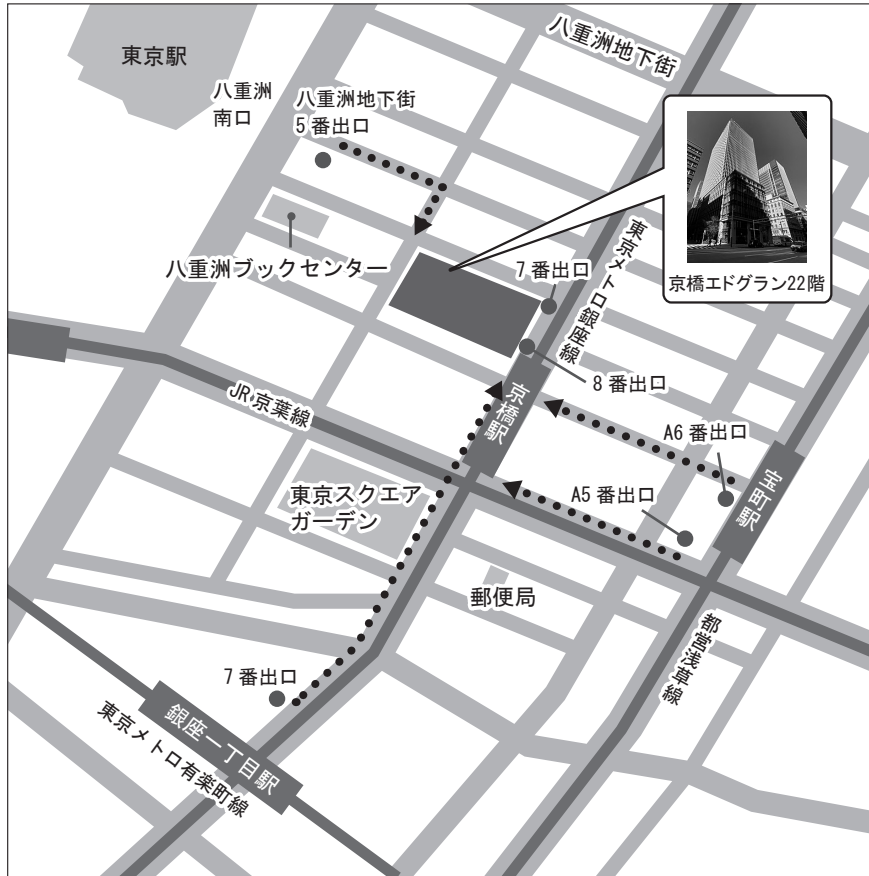 八重洲地下街
東京駅
八重洲
南口
八重洲地下街
5番出口
京橋エドグラン22階
東京メトロ銀座線
八重洲ブックセンター
7番出口
8番出口
JR京葉線
京橋駅
A6番出口
宝町駅
A5番出口
東京スクエア
ガーデン
郵便局
都営浅草線
7番出口
銀座一丁目駅
東京メトロ有楽町線